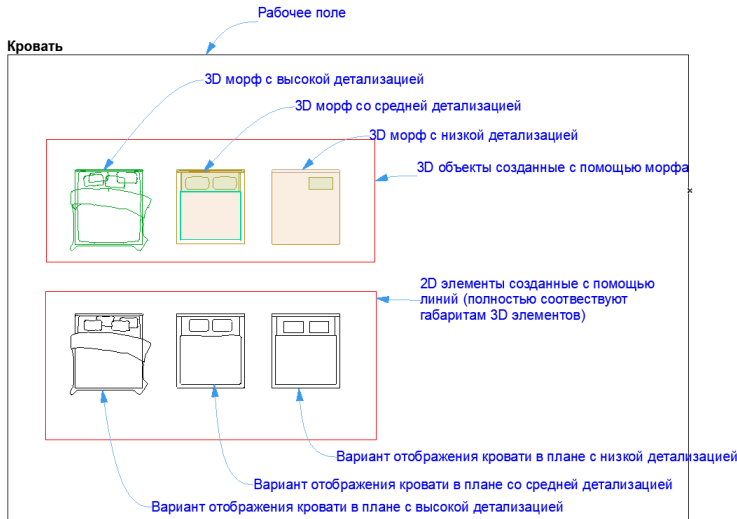 Рабочее поле
Кровать
3D морф с высокой детализацией
3D морф со средней детализацией
3D морф с низкой детализацией
3D объекты созданные с помощью морфа
2D элементы созданные с помощью
линий (полностью соотвествуют
габаритам 3D элементов)
Вариант отображения кровати в плане с низкой детализацией
Вариант отображения кровати в плане со средней детализацией
Вариант отображения кровати в плане с высокой детализацией